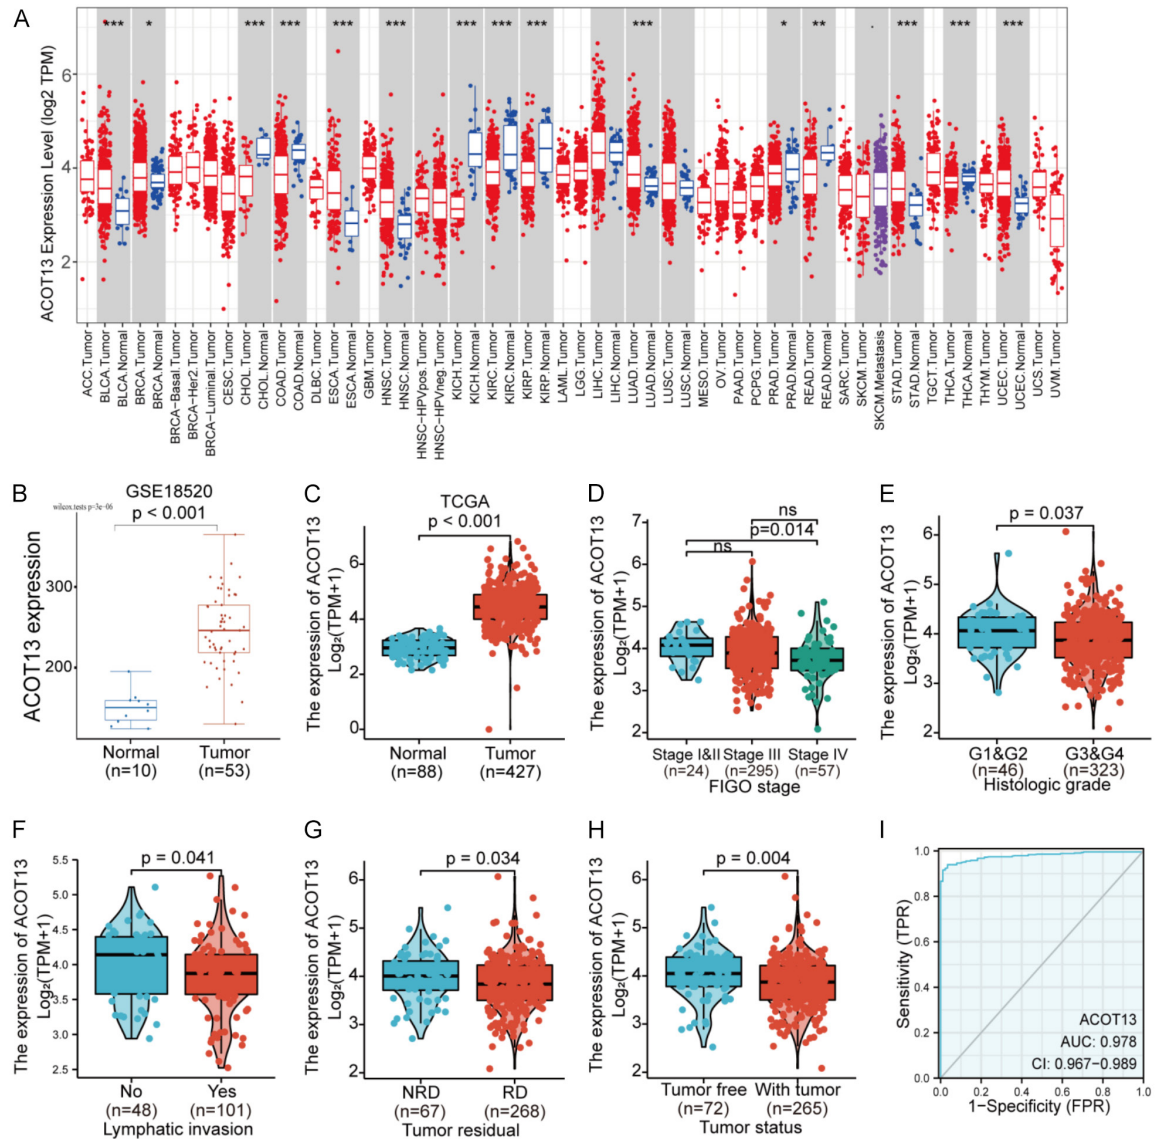 A
ACOT13 Expression Level (log2 TPM)
6
4
2
*** * *** *** *** *** *** *** *** *** * ** *** *** ***
ACC.Tumor
BLCA.Tumor
BLCA.Normal
BRCA.Tumor
BRCA.Normal
BRCA−Basal.Tumor
BRCA−Her2.Tumor
BRCA−Luminal.Tumor
CESC.Tumor
CHOL.Tumor
CHOL.Normal
COAD.Tumor
COAD.Normal
DLBC.Tumor
ESCA.Tumor
ESCA.Normal
GBM.Tumor
HNSC.Tumor
HNSC.Normal
HNSC−HPVpos.Tumor
HNSC−HPVneg.Tumor
KICH.Tumor
KICH.Normal
KIRC.Tumor
KIRC.Normal
KIRP.Tumor
KIRP.Normal
LAML.Tumor
LGG.Tumor
LIHC.Tumor
LIHC.Normal
LUAD.Tumor
LUAD.Normal
LUSC.Tumor
LUSC.Normal
MESO.Tumor
OV.Tumor
PAAD.Tumor
PCPG.Tumor
PRAD.Tumor
PRAD.Normal
READ.Tumor
READ.Normal
SARC.Tumor
SKCM.Tumor
SKCM.Metastasis
STAD.Tumor
STAD.Normal
TGCT.Tumor
THCA.Tumor
THCA.Normal
THYM.Tumor
UCEC.Tumor
UCEC.Normal
UCS.Tumor
UVM.Tumor
B
GSE18520
wilcox.tests p=3e−06
p < 0.001
ACOT13 expression
300
200
Normal
(n=10)
Tumor
(n=53)
C
TCGA
p < 0.001
The expression of ACOT13
Log₂(TPM+1)
8
6
4
2
0
Normal
(n=88)
Tumor
(n=427)
D
ns
p=0.014
ns
The expression of ACOT13
Log₂(TPM+1)
7
6
5
4
3
2
Stage I&II
(n=24)
Stage III
(n=295)
Stage IV
(n=57)
FIGO stage
E
p = 0.037
The expression of ACOT13
Log₂(TPM+1)
6
5
4
3
2
G1&G2
(n=46)
G3&G4
(n=323)
Histologic grade
F
p = 0.041
The expression of ACOT13
Log₂(TPM+1)
5.5
5.0
4.5
4.0
3.5
3.0
2.5
No
(n=48)
Yes
(n=101)
Lymphatic invasion
G
p = 0.034
The expression of ACOT13
Log₂(TPM+1)
6
5
4
3
2
NRD
(n=67)
RD
(n=268)
Tumor residual
H
p = 0.004
The expression of ACOT13
Log₂(TPM+1)
6
5
4
3
2
Tumor free
(n=72)
With tumor
(n=265)
Tumor status
I
Sensitivity (TPR)
1.0
0.8
0.6
0.4
0.2
0.0
ACOT13
AUC: 0.978
CI: 0.967−0.989
0.0 0.2 0.4 0.6 0.8 1.0
1−Specificity (FPR)